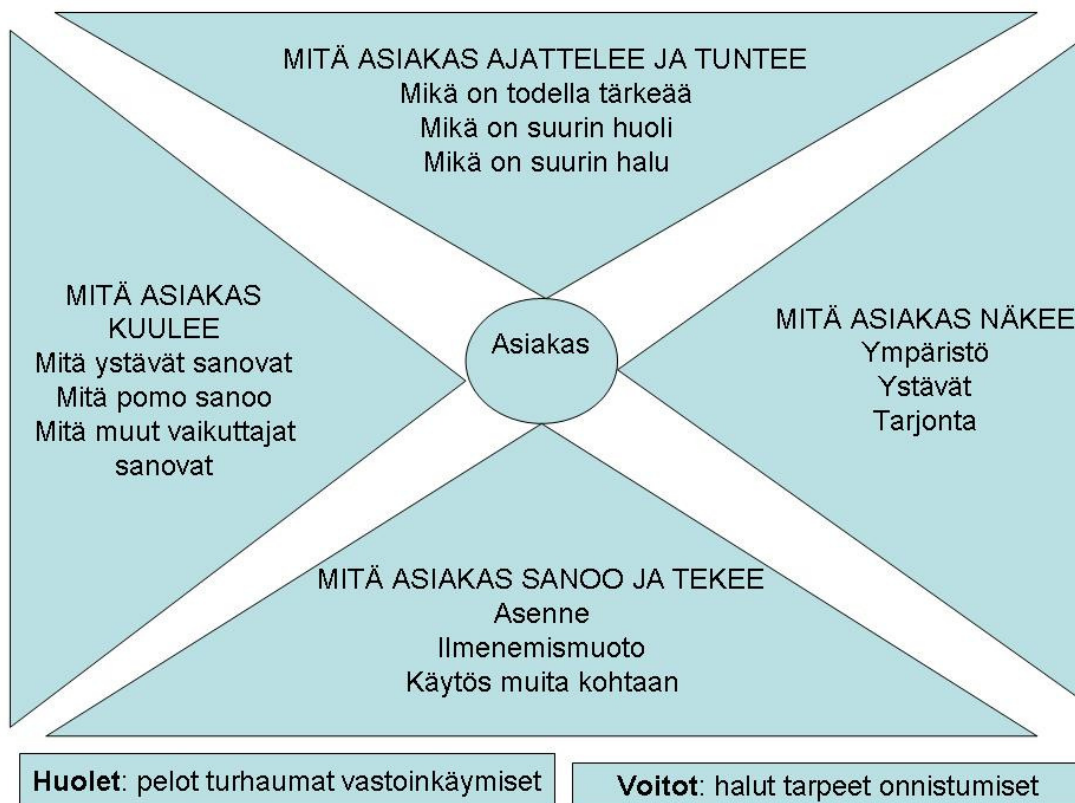 MITÄ ASIAKAS AJATTELEE JA TUNTEE
Mikä on todella tärkeää
Mikä on suurin huoli
Mikä on suurin halu
MITÄ ASIAKAS
KUULEE
Mitä ystävät sanovat
Mitä pomo sanoo
Mitä muut vaikuttajat
sanovat
Asiakas
MITÄ ASIAKAS NÄKEE
Ympäristö
Ystävät
Tarjonta
MITÄ ASIAKAS SANOO JA TEKEE
Asenne
Ilmenemismuoto
Käytös muita kohtaan
Huolet: pelot turhaumat vastoinkäymiset
Voitot: halut tarpeet onnistumiset